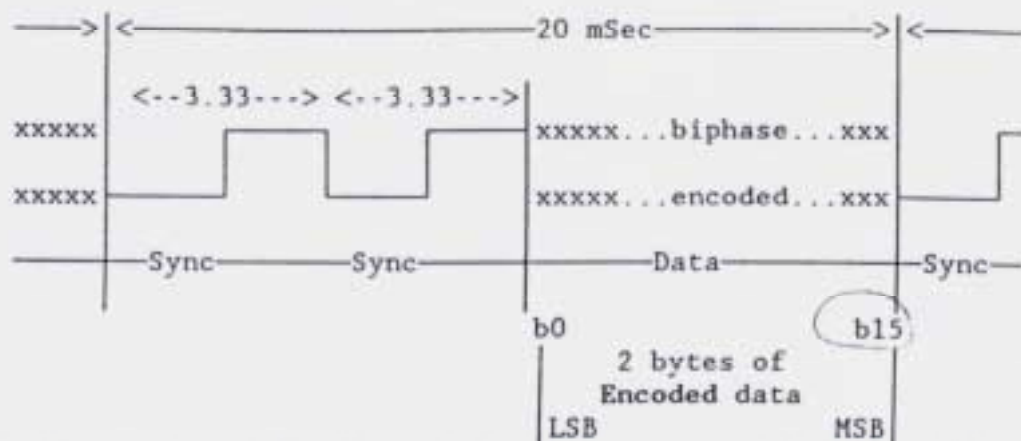 --> <---20 mSec---> <-
<--3.33---> <--3.33--->
xxxxx xxxxx...biphase...xxx
xxxxx xxxxx...encoded...xxx
Sync Sync Data Sync
b0 b15
2 bytes of
Encoded data
LSB MSB